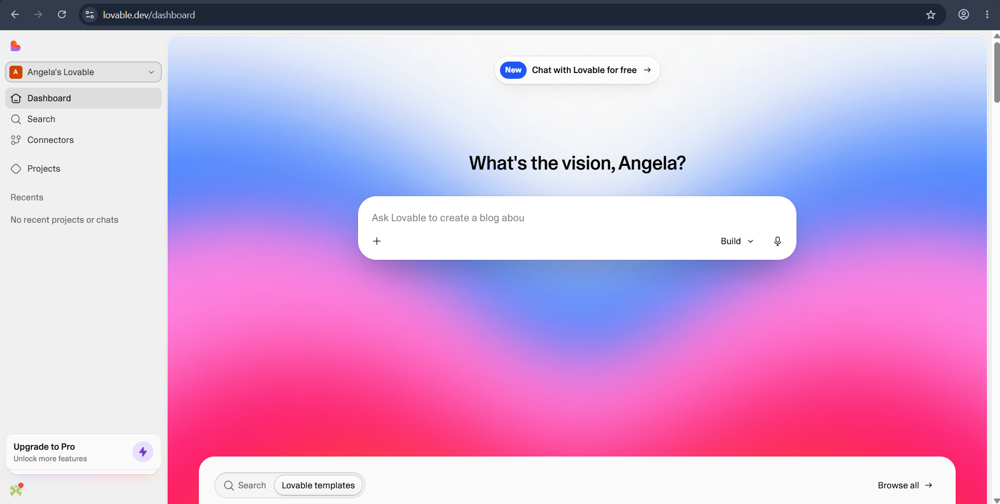 lovable.dev/dashboard
A Angela's Lovable
Dashboard
Search
Connectors
Projects
Recents
No recent projects or chats
Upgrade to Pro
Unlock more features
New Chat with Lovable for free
What's the vision, Angela?
Ask Lovable to create a blog abou
Build
Search Lovable templates
Browse all